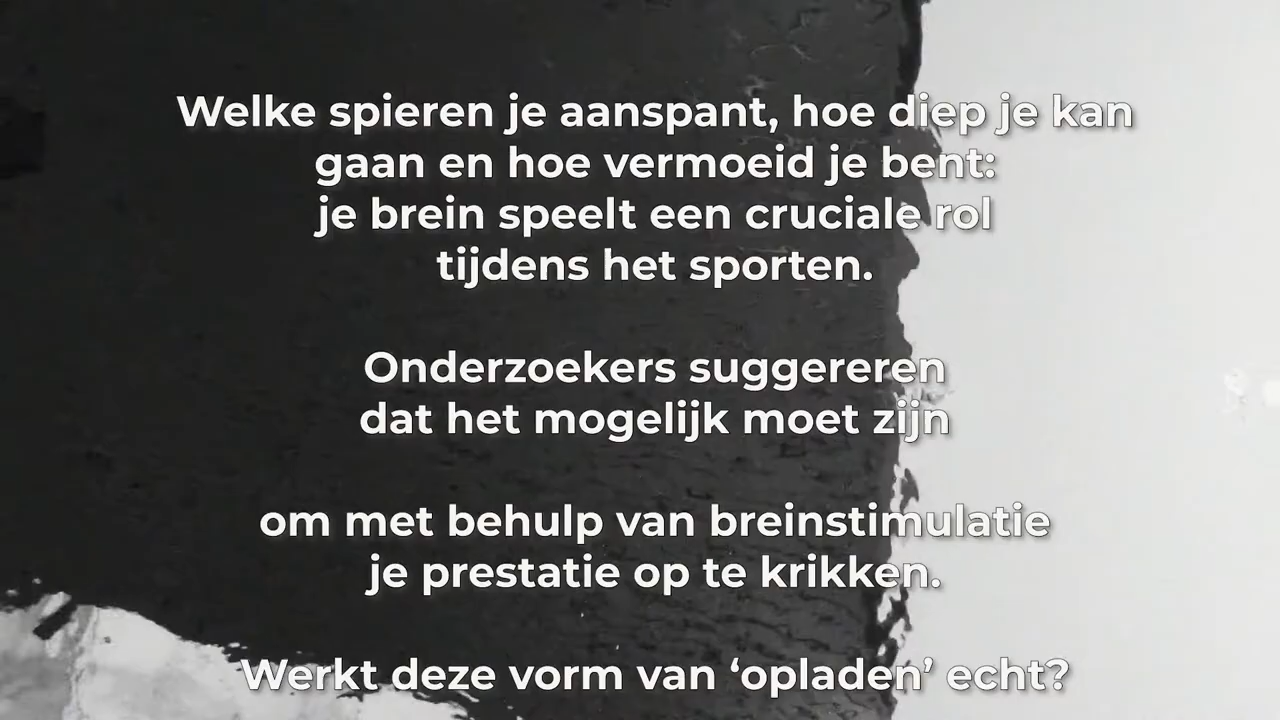 Welke spieren je aanspant, hoe diep je kan
gaan en hoe vermoeid je bent:
je brein speelt een cruciale rol
tijdens het sporten.
Onderzoekers suggereren
dat het mogelijk moet zijn
om met behulp van breinstimulatie
je prestatie op te krikken.
Werkt deze vorm van ‘opladen’ echt?